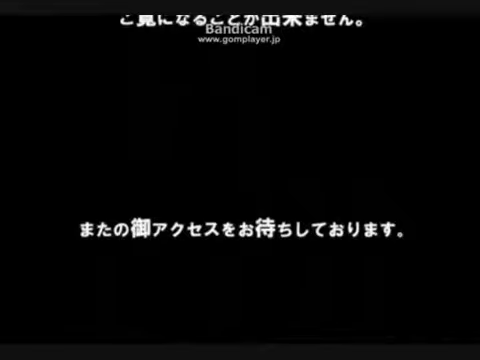 ご覧になることが出来ません。
Bandicam
www.gomplayer.jp
またの御アクセスをお待ちしております。